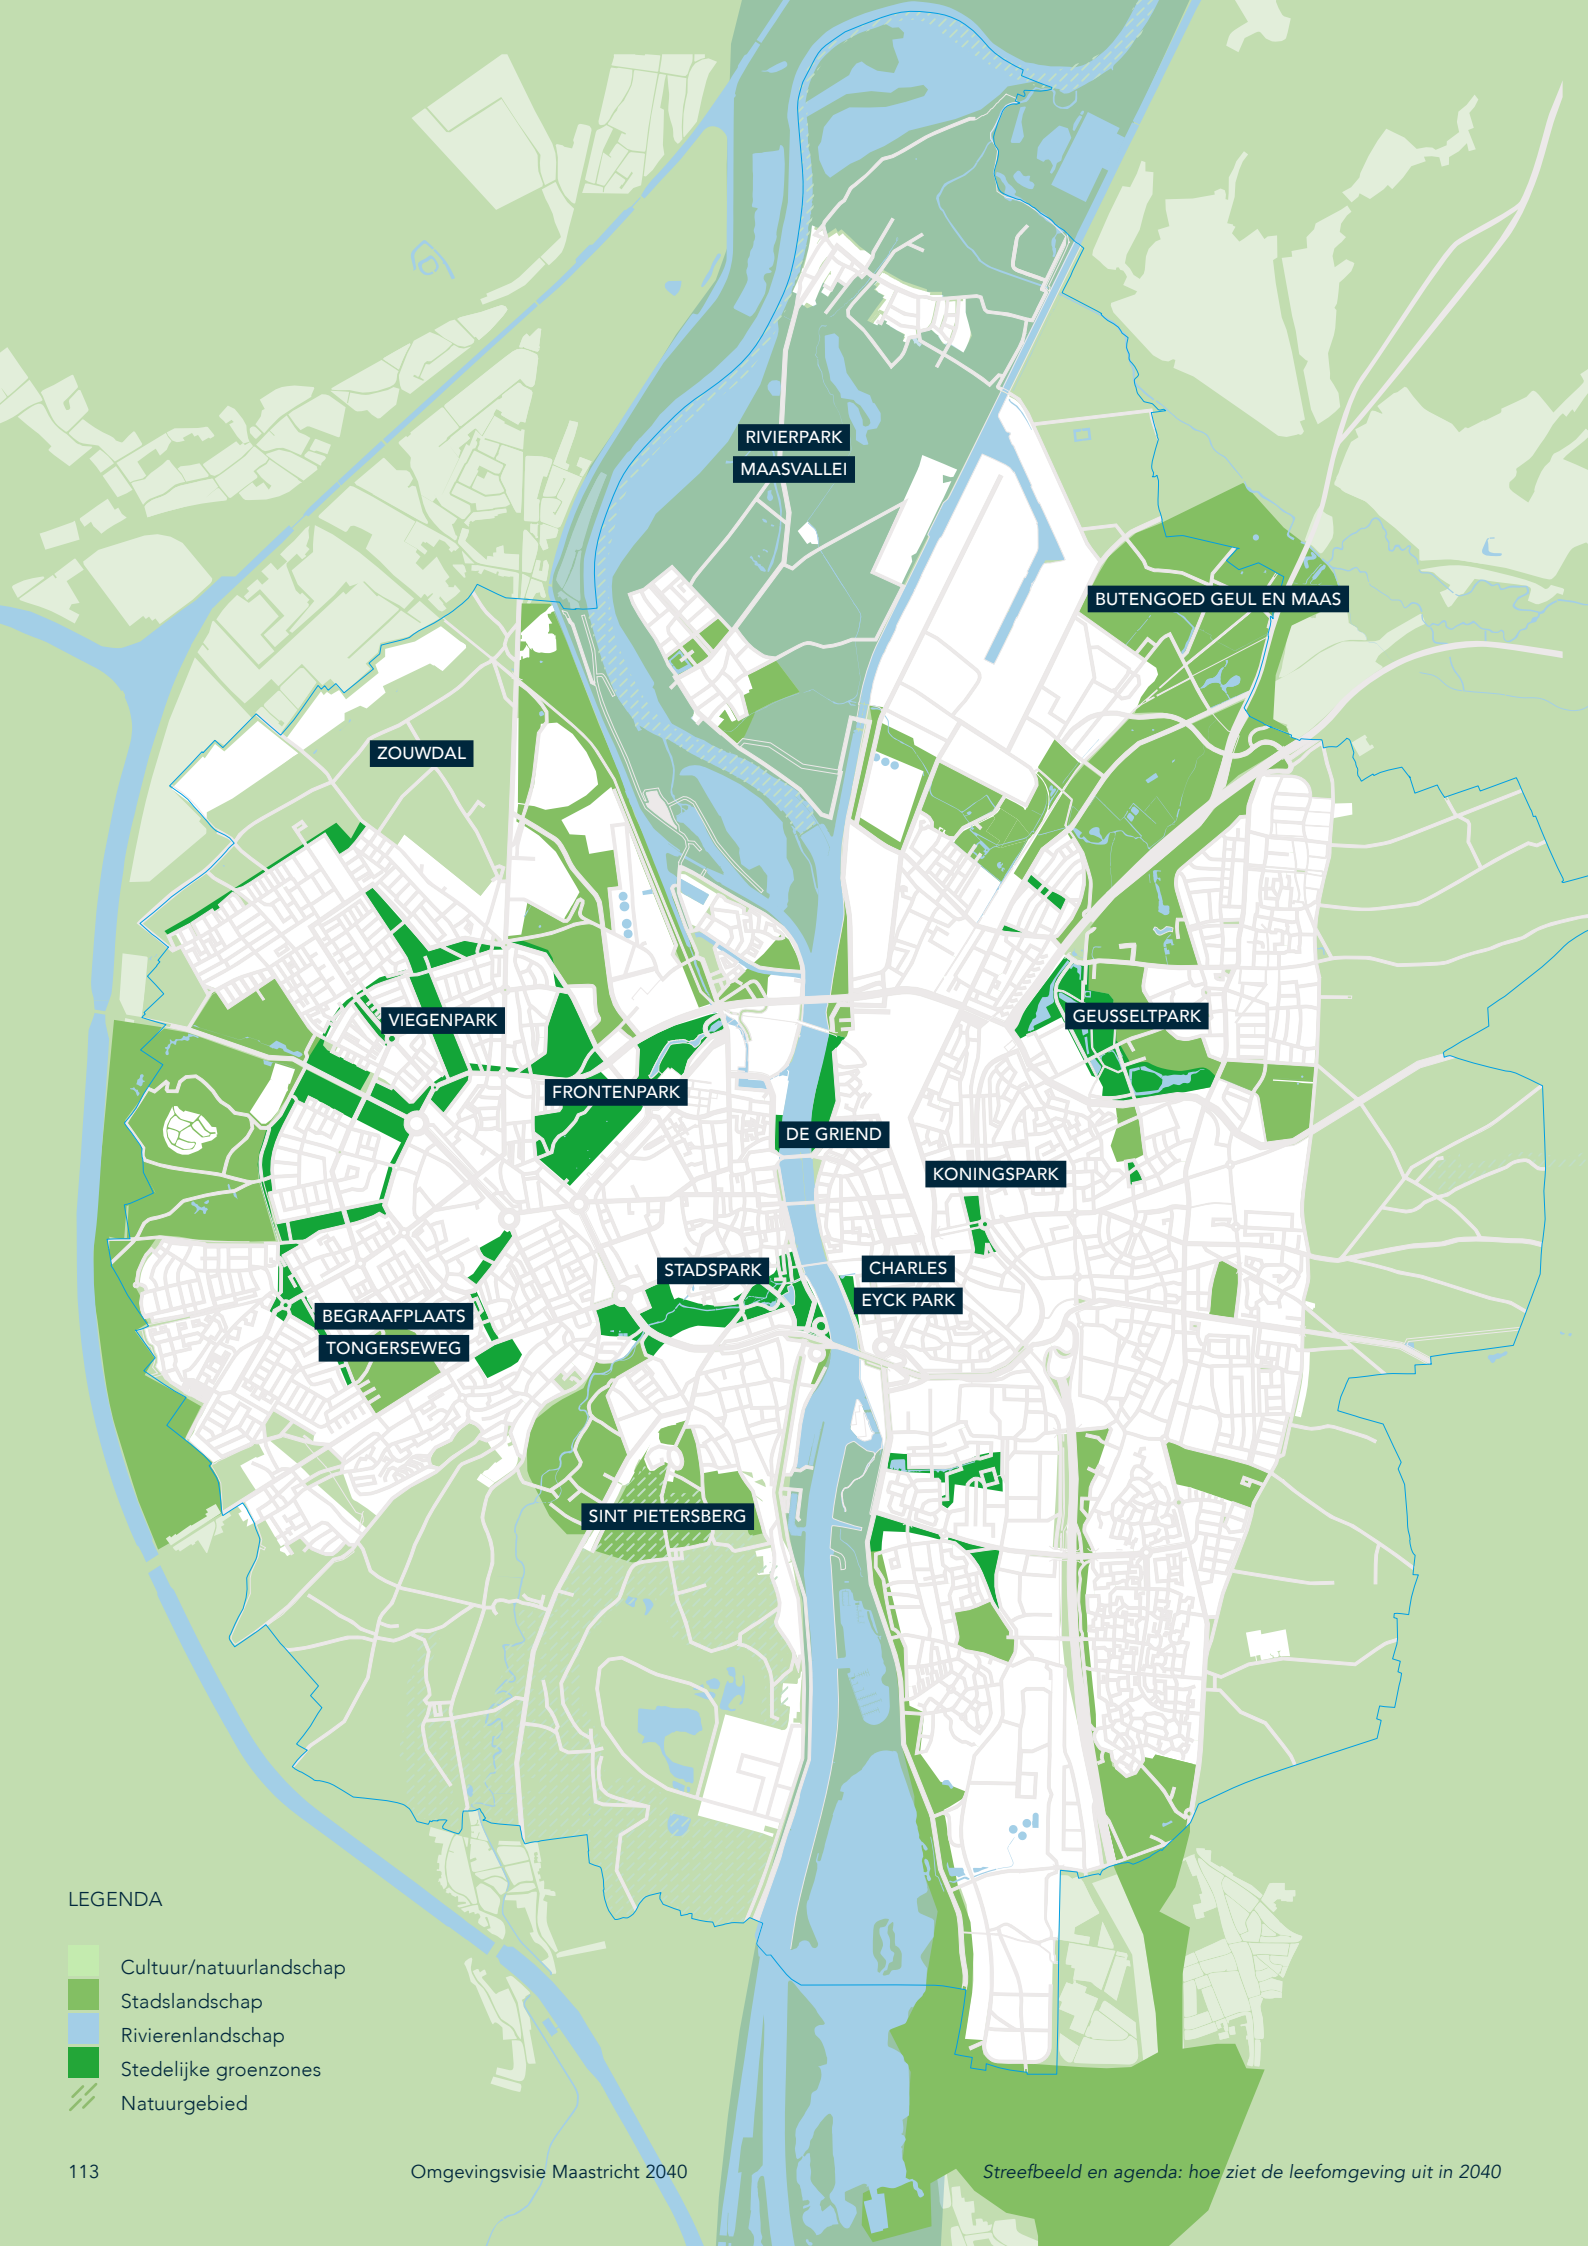 RIVIERPARK
MAASVALLEI
BUTENGOED GEUL EN MAAS
ZOUWDAL
VIEGENPARK
GEUSSELTPARK
FRONTENPARK
DE GRIEND
KONINGSPARK
STADSPARK
CHARLES
EYCK PARK
BEGRAAFPLAATS
TONGERSEWEG
SINT PIETERSBERG
LEGENDA
Cultuur/natuurlandschap
Stadslandschap
Rivierenlandschap
Stedelijke groenzones
Natuurgebied
113
Omgevingsvisie Maastricht 2040
Streefbeeld en agenda: hoe ziet de leefomgeving uit in 2040